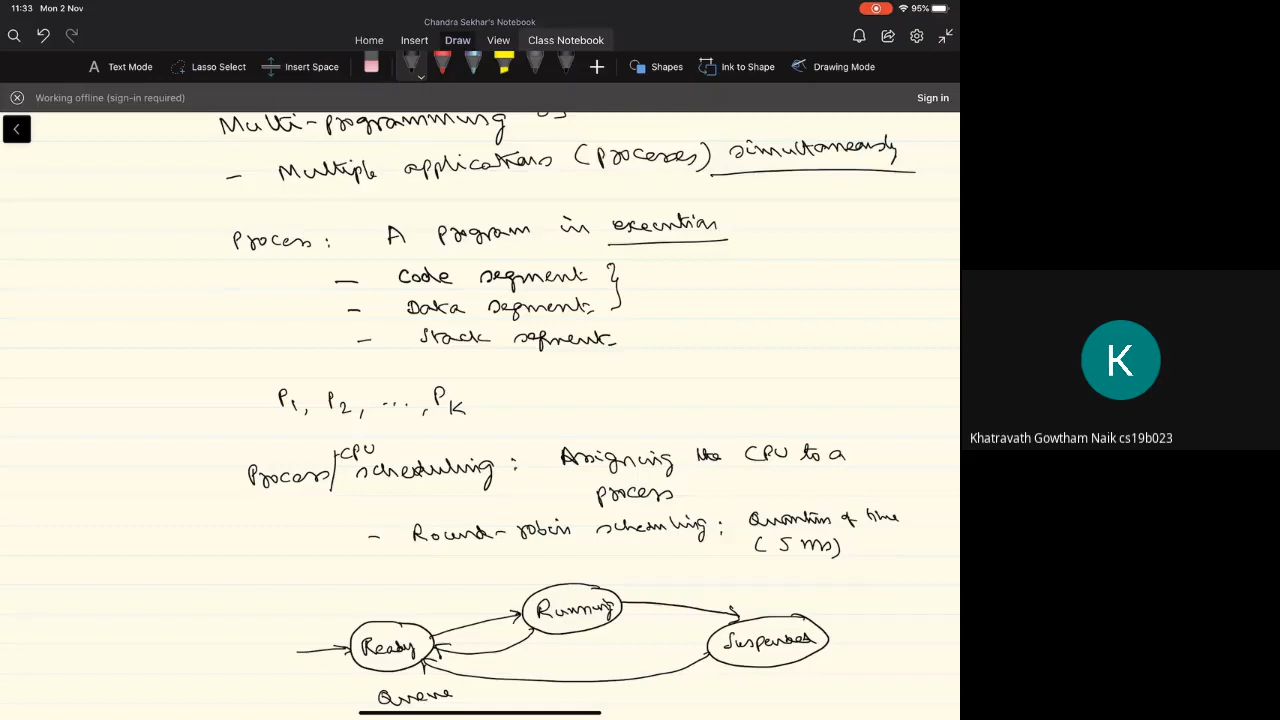 11:33 Mon 2 Nov
95%
Chandra Sekhar's Notebook
Home Insert Draw View Class Notebook
Text Mode Lasso Select Insert Space Shapes Ink to Shape Drawing Mode
Working offline (sign-in required) Sign in
Multi-programming OS
- Multiple applications (processes) simultaneously
Process : A program in execution
- Code segment }
- Data segment
- Stack segment
P1, P2, ..., PK
Process/CPU scheduling : Assigning the CPU to a
process
- Round-robin scheduling : Quantum of time
(5 ms)
Running
Ready Suspended
Queue
K
Khatravath Gowtham Naik cs19b023